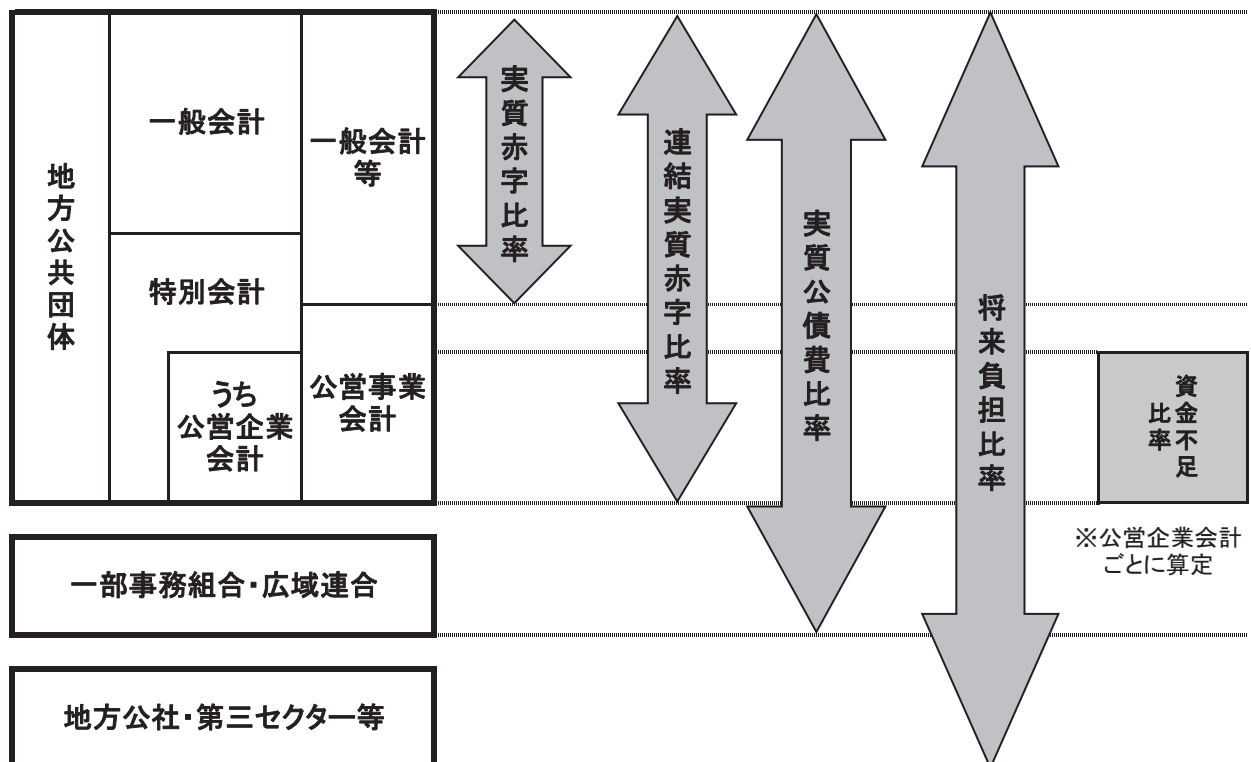 地方公共団体
一般会計
特別会計
うち
公営企業
会計
一般会計
等
公営事業
会計
実質赤字比率
連結実質赤字比率
実質公債費比率
将来負担比率
資金不足
比率
※公営企業会計
ごとに算定
一部事務組合・広域連合
地方公社・第三セクター等